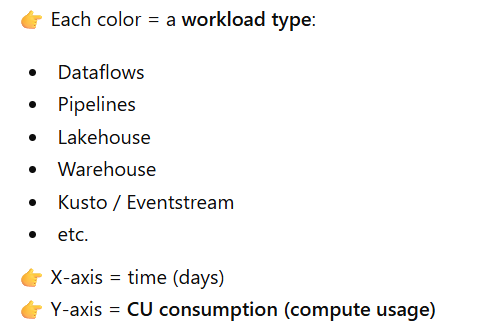 👉 Each color = a workload type:
• Dataflows
• Pipelines
• Lakehouse
• Warehouse
• Kusto / Eventstream
• etc.
👉 X-axis = time (days)
👉 Y-axis = CU consumption (compute usage)